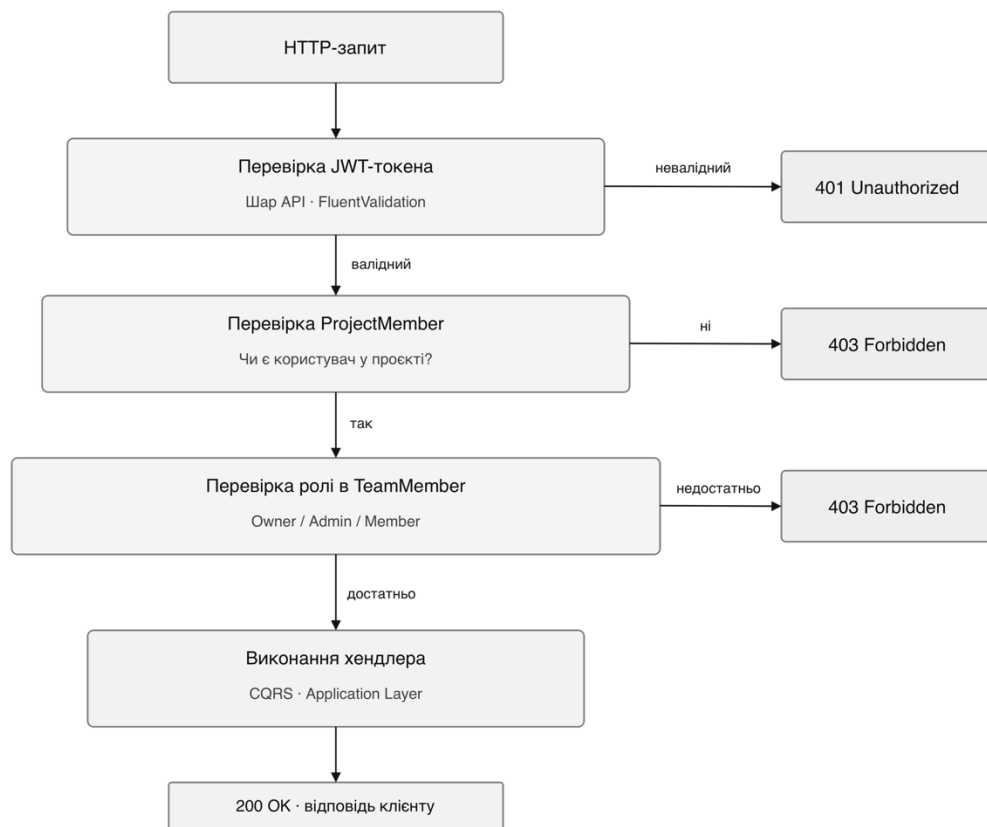 HTTP-запит
Перевірка JWT-токена
Шар API · FluentValidation
невалідний
401 Unauthorized
валідний
Перевірка ProjectMember
Чи є користувач у проєкті?
ні
403 Forbidden
так
Перевірка ролі в TeamMember
Owner / Admin / Member
недостатньо
403 Forbidden
достатньо
Виконання хендлера
CQRS · Application Layer
200 OK · відповідь клієнту